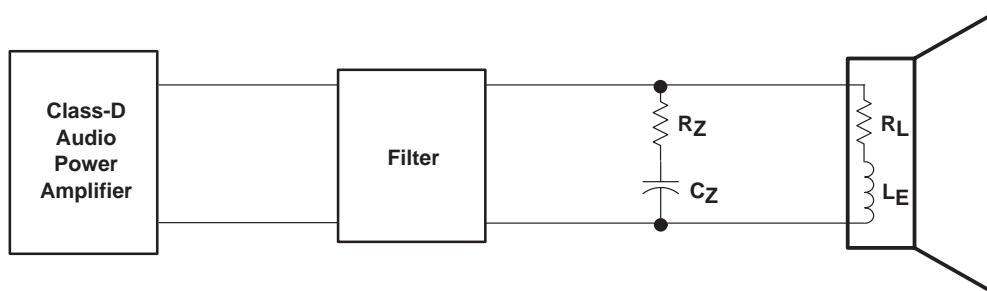 Class-D
Audio
Power
Amplifier
Filter
RZ
CZ
RL
LE